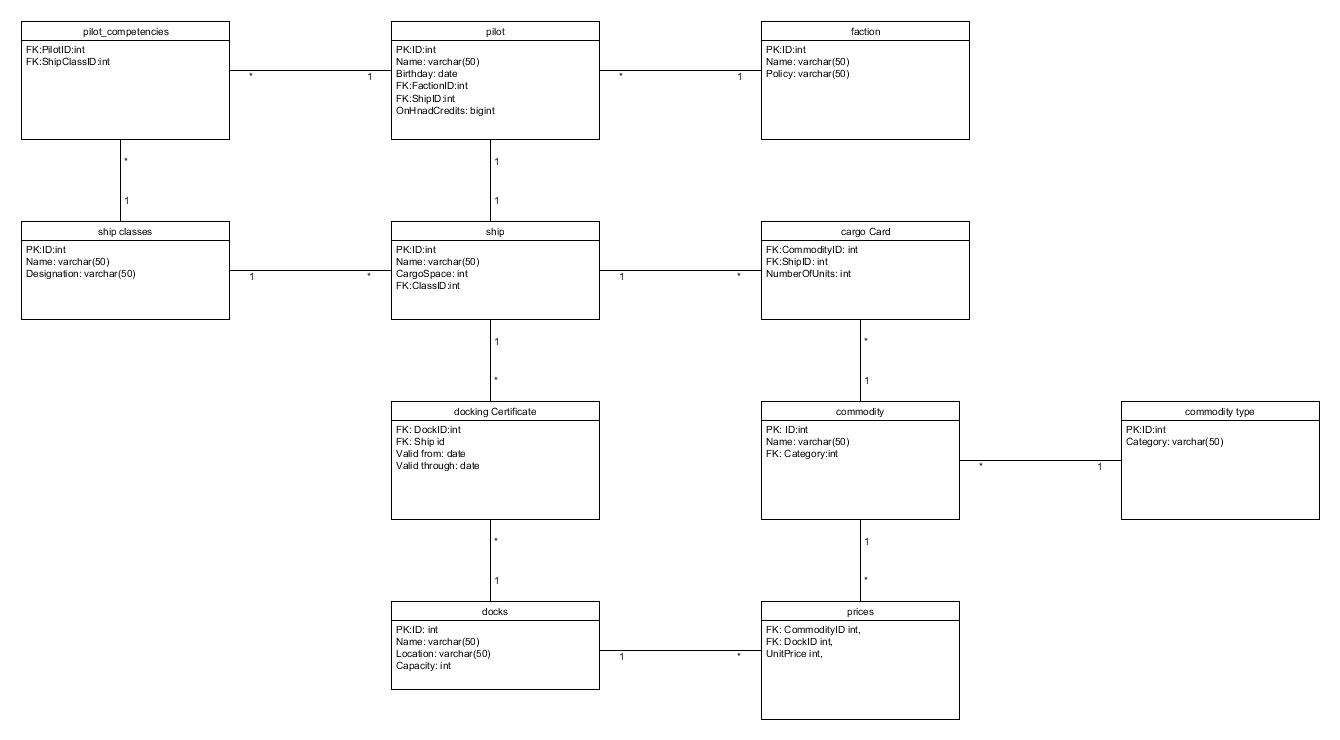 pilot_competencies
FK:PilotID:int
FK:ShipClassID:int
*
1
pilot
PK:ID:int
Name: varchar(50)
Birthday: date
FK:FactionID:int
FK:ShipID:int
OnHnadCredits: bigint
*
1
faction
PK:ID:int
Name: varchar(50)
Policy: varchar(50)
*
1
1
1
ship classes
PK:ID:int
Name: varchar(50)
Designation: varchar(50)
1
*
ship
PK:ID:int
Name: varchar(50)
CargoSpace: int
FK:ClassID:int
1
*
cargo Card
FK:CommodityID: int
FK:ShipID: int
NumberOfUnits: int
1
*
*
1
docking Certificate
FK: DockID:int
FK: Ship id
Valid from: date
Valid through: date
commodity
PK: ID:int
Name: varchar(50)
FK: Category:int
*
1
commodity type
PK:ID:int
Category: varchar(50)
*
1
1
*
docks
PK:ID: int
Name: varchar(50)
Location: varchar(50)
Capacity: int
1
*
prices
FK: CommodityID int,
FK: DockID int,
UnitPrice int,